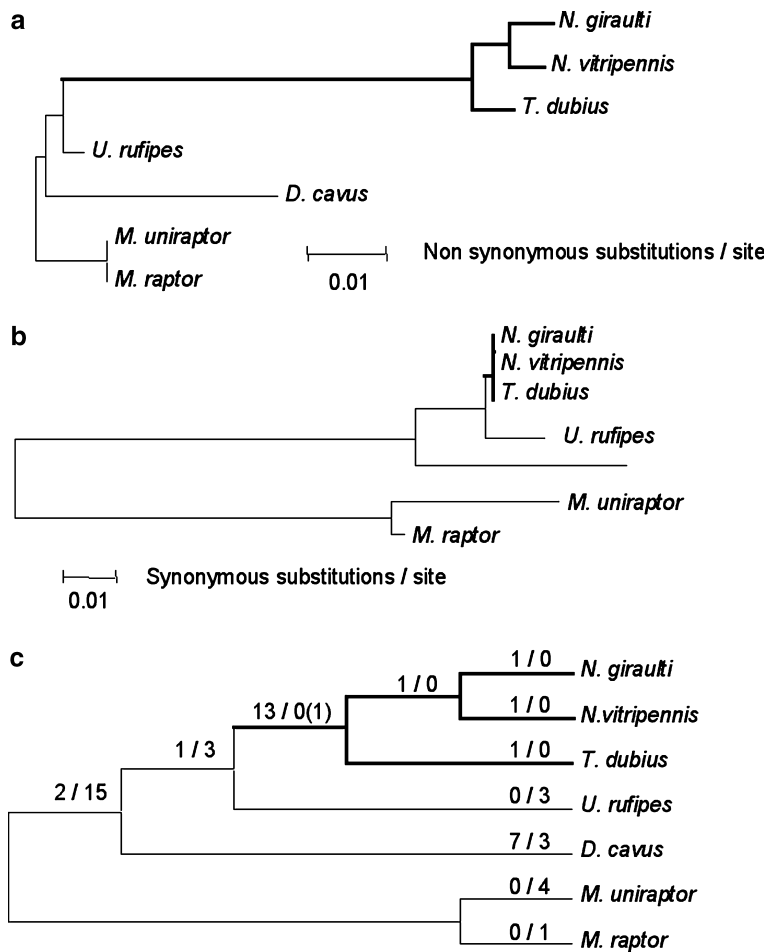 a
N. giraulti
N. vitripennis
T. dubius
U. rufipes
D. cavus
M. uniraptor
M. raptor
0.01
Non synonymous substitutions / site
b
N. giraulti
N. vitripennis
T. dubius
U. rufipes
M. uniraptor
M. raptor
0.01
Synonymous substitutions / site
c
1 / 0
N. giraulti
1 / 0
1 / 0
N.vitripennis
13 / 0(1)
1 / 0
T. dubius
1 / 3
0 / 3
U. rufipes
2 / 15
7 / 3
D. cavus
0 / 4
M. uniraptor
0 / 1
M. raptor